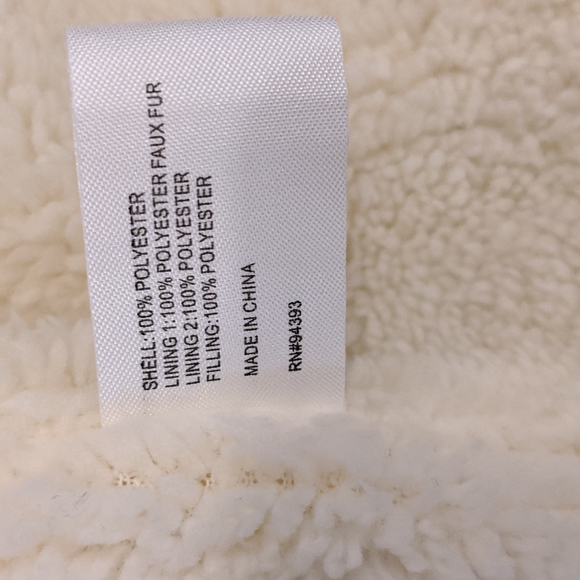 SHELL:100% POLYESTER
LINING 1:100% POLYESTER FAUX FUR
LINING 2:100% POLYESTER
FILLING:100% POLYESTER
MADE IN CHINA
RN#94393